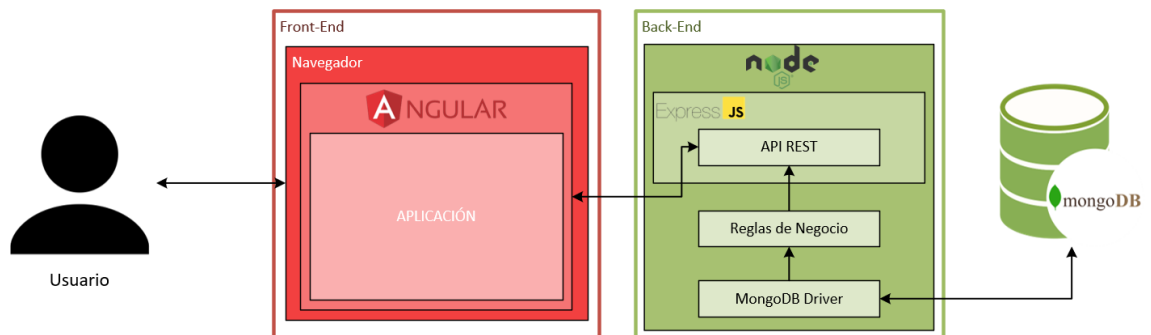 Front-End
Navegador
ANGULAR
APLICACIÓN
Usuario
Back-End
node
JS
Express JS
API REST
Reglas de Negocio
MongoDB Driver
mongoDB